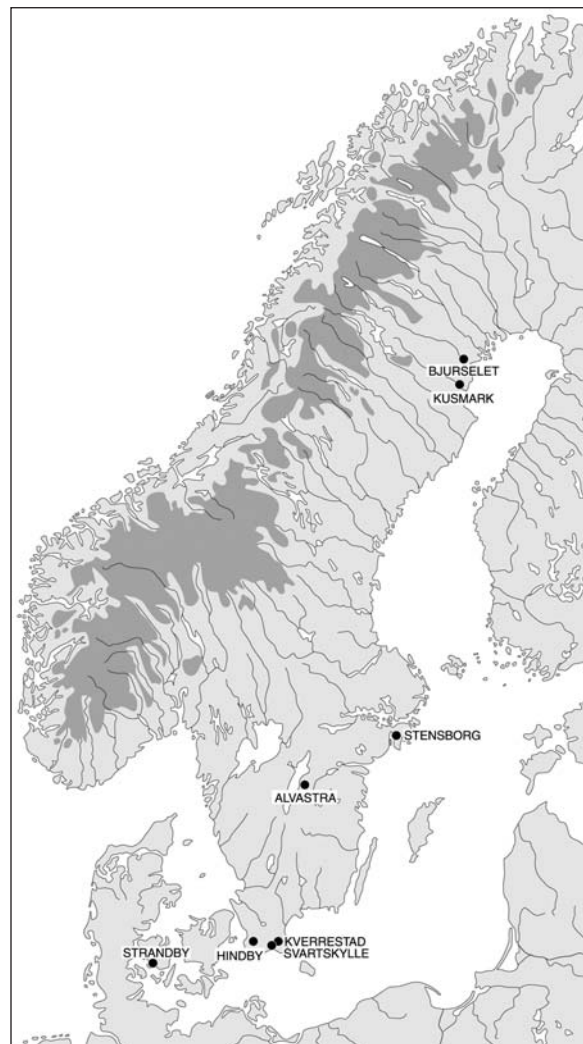 BJURSELET
KUSMARK
STENSBORG
ALVASTRA
KVERRESTAD
STRANDBY
HINDBY
SVARTSKYLLE